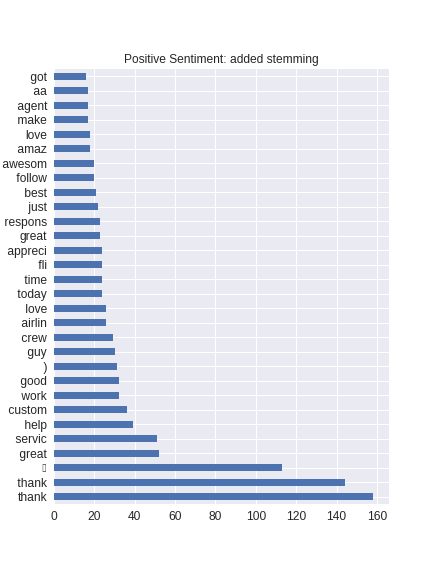 Positive Sentiment: added stemming
got
aa
agent
make
love
amaz
awesom
follow
best
just
respons
great
appreci
fli
time
today
love
airlin
crew
guy
)
good
work
custom
help
servic
great
thank
thank
0 20 40 60 80 100 120 140 160